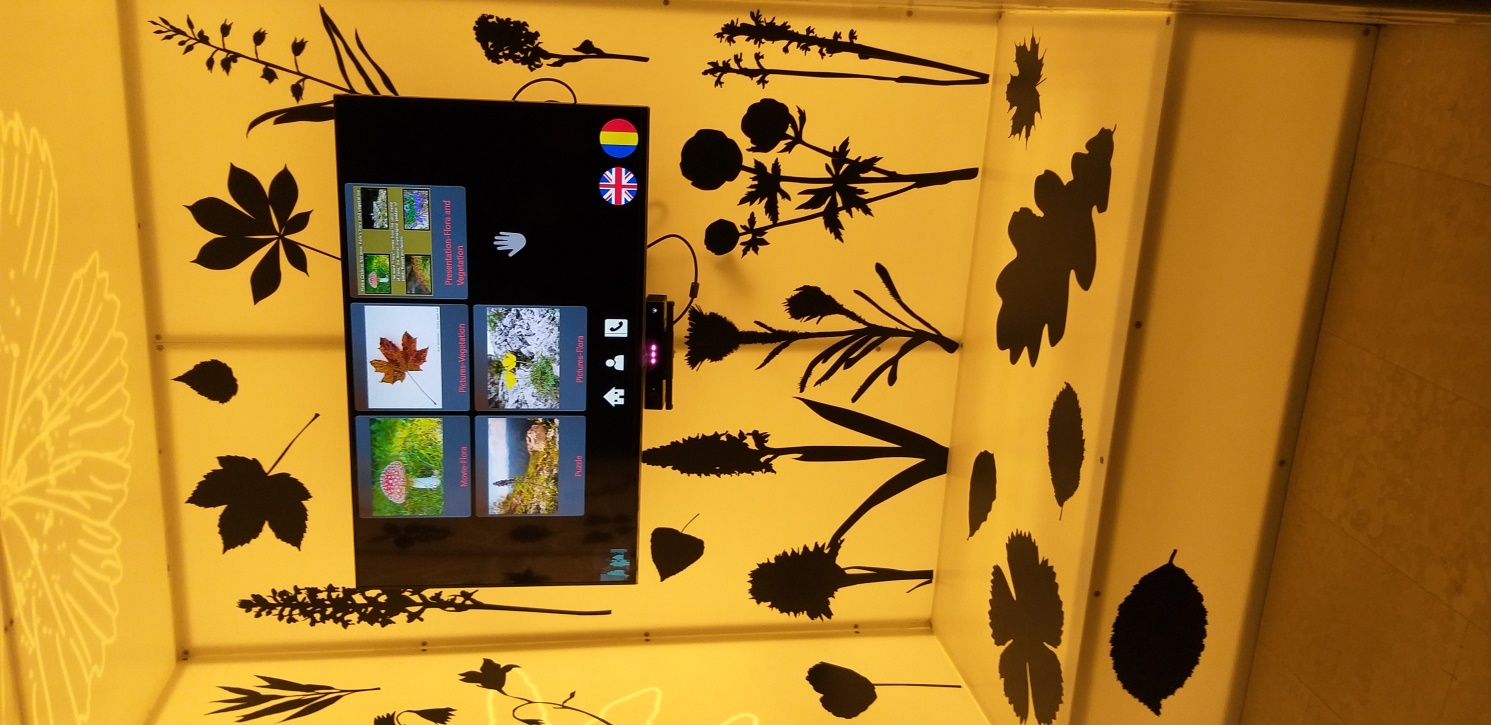 Movie-Flora
Pictures-Vegetation
Presentation-Flora and
Vegetation
Puzzle
Pictures-Flora